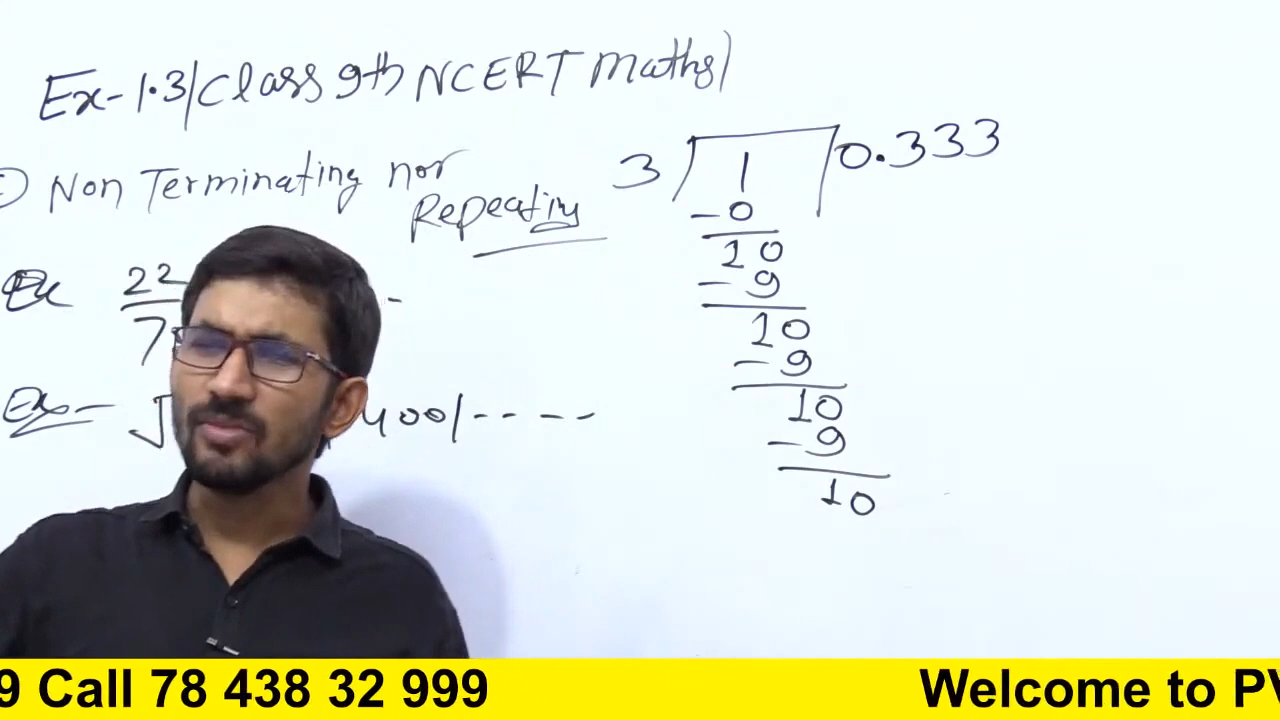 Ex-1.3/Class 9th NCERT Maths)
Non Terminating nor
Repeating
Ex 22
7
Ex- 400/----
3 1 0.333
-0
10
-9
10
-9
10
-9
10
9 Call 78 438 32 999 Welcome to PV